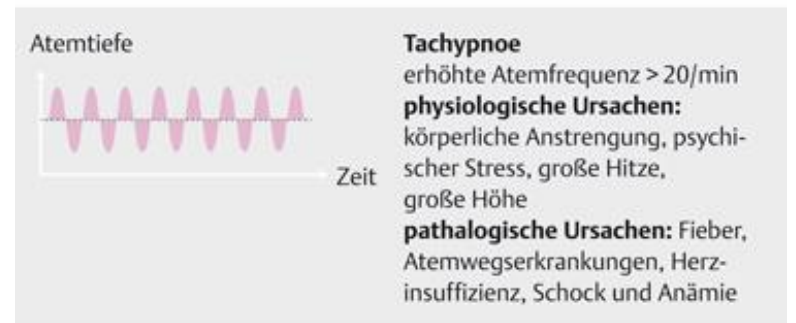 Atemtiefe
Zeit
Tachypnoe
erhöhte Atemfrequenz > 20/min
physiologische Ursachen:
körperliche Anstrengung, psychi-
scher Stress, große Hitze,
große Höhe
pathalogische Ursachen: Fieber,
Atemwegserkrankungen, Herz-
insuffizienz, Schock und Anämie